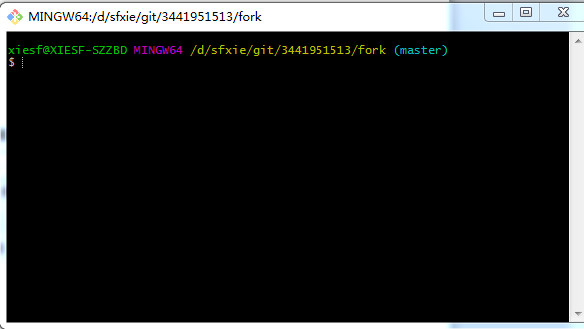 MINGW64:/d/sfxie/git/3441951513/fork
xiesf@XIESF-SZZBD MINGW64 /d/sfxie/git/3441951513/fork (master)
$